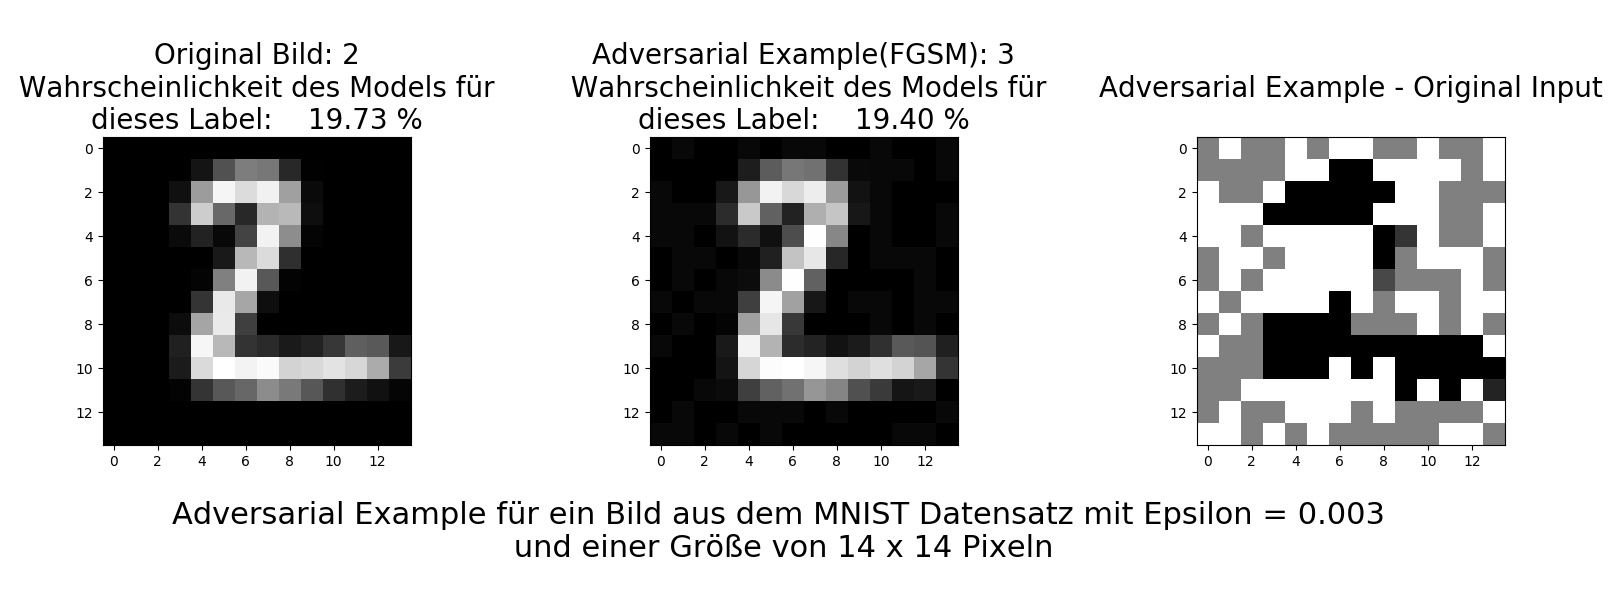 Original Bild: 2
Wahrscheinlichkeit des Models für
dieses Label:    19.73 %
0
2
4
6
8
10
12
0 2 4 6 8 10 12
Adversarial Example(FGSM): 3
Wahrscheinlichkeit des Models für
dieses Label:    19.40 %
0
2
4
6
8
10
12
0 2 4 6 8 10 12
Adversarial Example - Original Input
0
2
4
6
8
10
12
0 2 4 6 8 10 12
Adversarial Example für ein Bild aus dem MNIST Datensatz mit Epsilon = 0.003
und einer Größe von 14 x 14 Pixeln